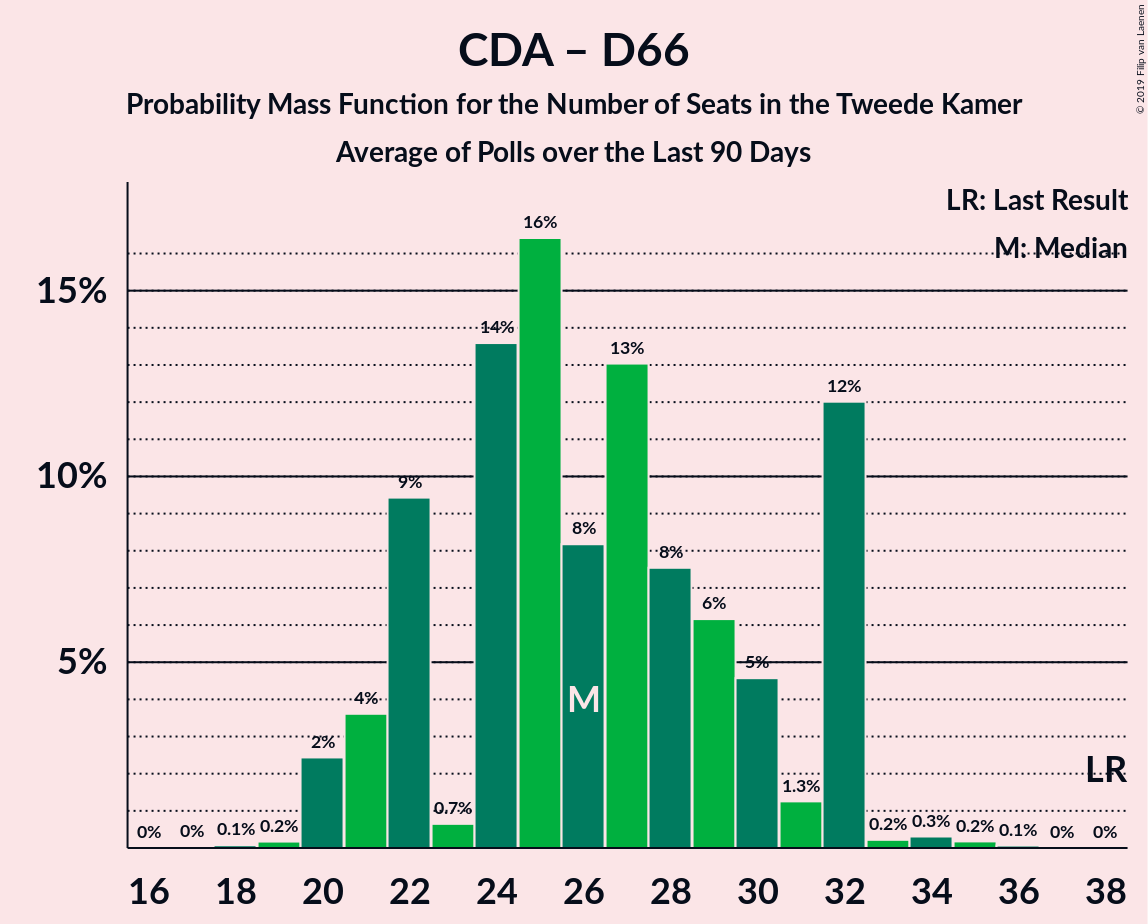 CDA – D66
Probability Mass Function for the Number of Seats in the Tweede Kamer
Average of Polls over the Last 90 Days
© 2019 Filip van Laenen
LR: Last Result
M: Median
15%
10%
5%
0%
0%
0.1%
0.2%
2%
4%
9%
0.7%
14%
16%
8%
13%
8%
6%
5%
1.3%
12%
0.2%
0.3%
0.2%
0.1%
0%
0%
M
LR
16 18 20 22 24 26 28 30 32 34 36 38